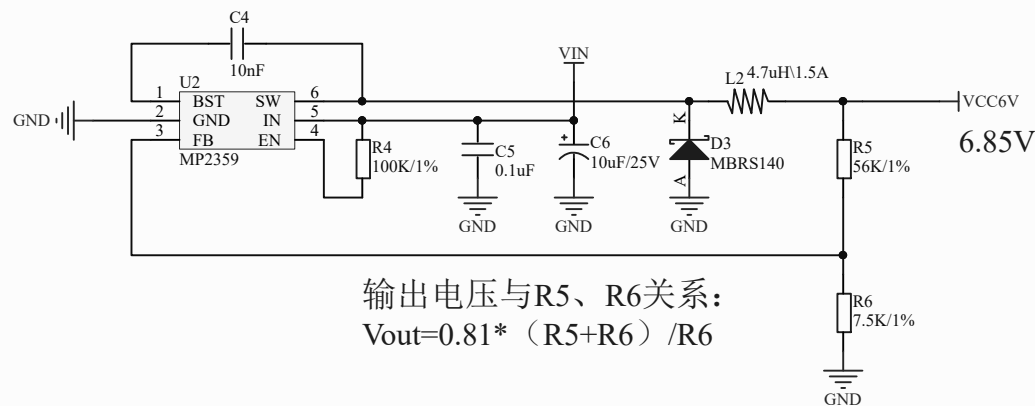 C4
10nF
VIN
L2
4.7uH\1.5A
U2
1
BST
SW
6
GND
2
GND
IN
5
3
FB
EN
4
MP2359
R4
100K/1%
C5
0.1uF
+
C6
10uF/25V
K
D3
MBRS140
A
VCC6V
6.85V
R5
56K/1%
GND
GND
GND
输出电压与R5、R6关系：
Vout=0.81*（R5+R6）/R6
R6
7.5K/1%
GND